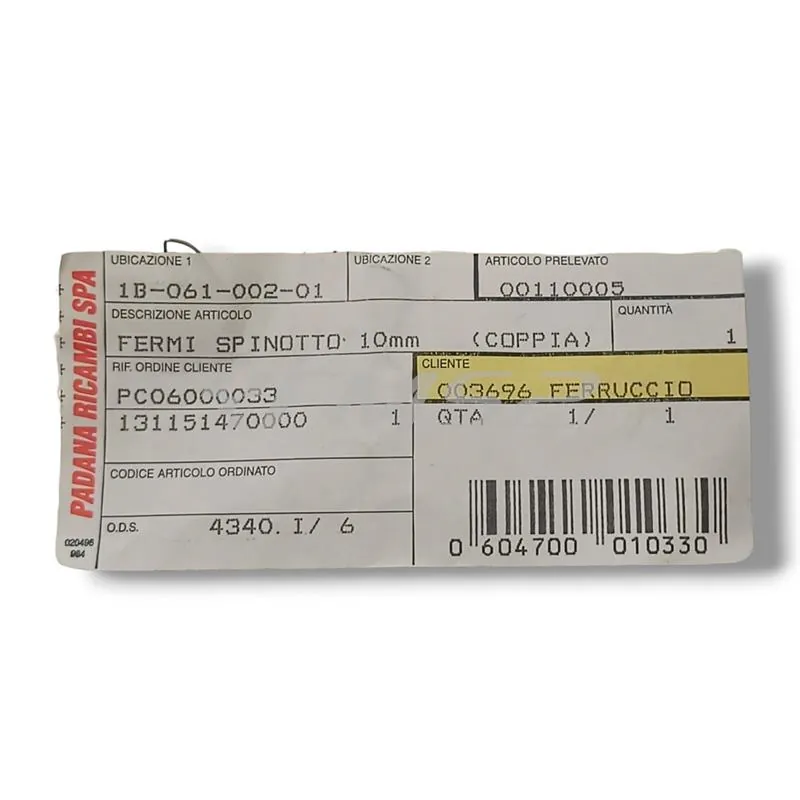 PADANA RICAMBI SPA
020496
984
UBICAZIONE 1
1B-061-002-01
UBICAZIONE 2
ARTICOLO PRELEVATO
00110005
DESCRIZIONE ARTICOLO
FERMI SPINOTTO 10mm (COPPIA)
QUANTITÀ
1
RIF. ORDINE CLIENTE
PC06000033
CLIENTE
003696 FERRUCCIO
131151470000 1
QTA 1/ 1
CODICE ARTICOLO ORDINATO
O.D.S. 4340. I/ 6
0 604700 010330